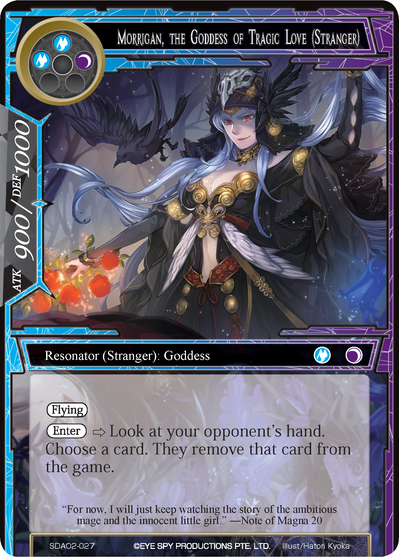 Morrigan, the Goddess of Tragic Love (Stranger)
ATK 900/ DEF 1000
Resonator (Stranger): Goddess
Flying
Enter ⇨ Look at your opponent's hand.
Choose a card. They remove that card from
the game.
“For now, I will just keep watching the story of the ambitious
mage and the innocent little girl.” —Note of Magna 20
SDAO2-027 ©EYE SPY PRODUCTIONS PTE. LTD. Illust/Hatori Kyoka